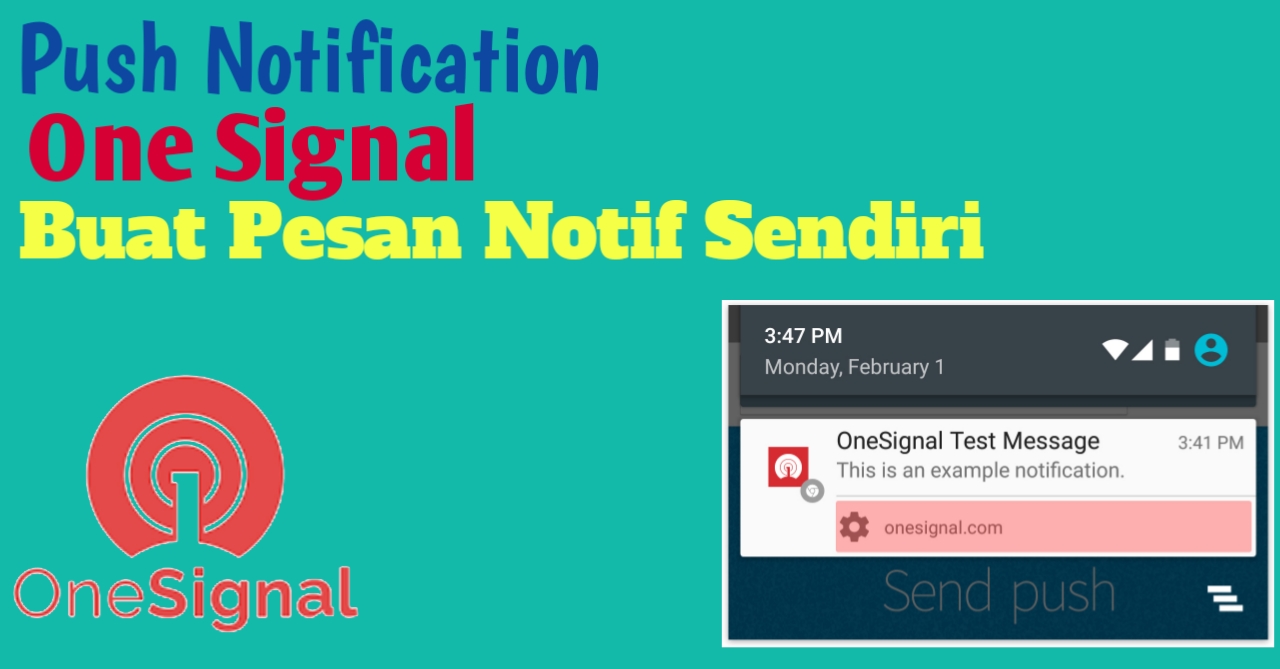 Push Notification
One Signal
Buat Pesan Notif Sendiri
OneSignal
3:47 PM
Monday, February 1
OneSignal Test Message 3:41 PM
This is an example notification.
onesignal.com
Send push